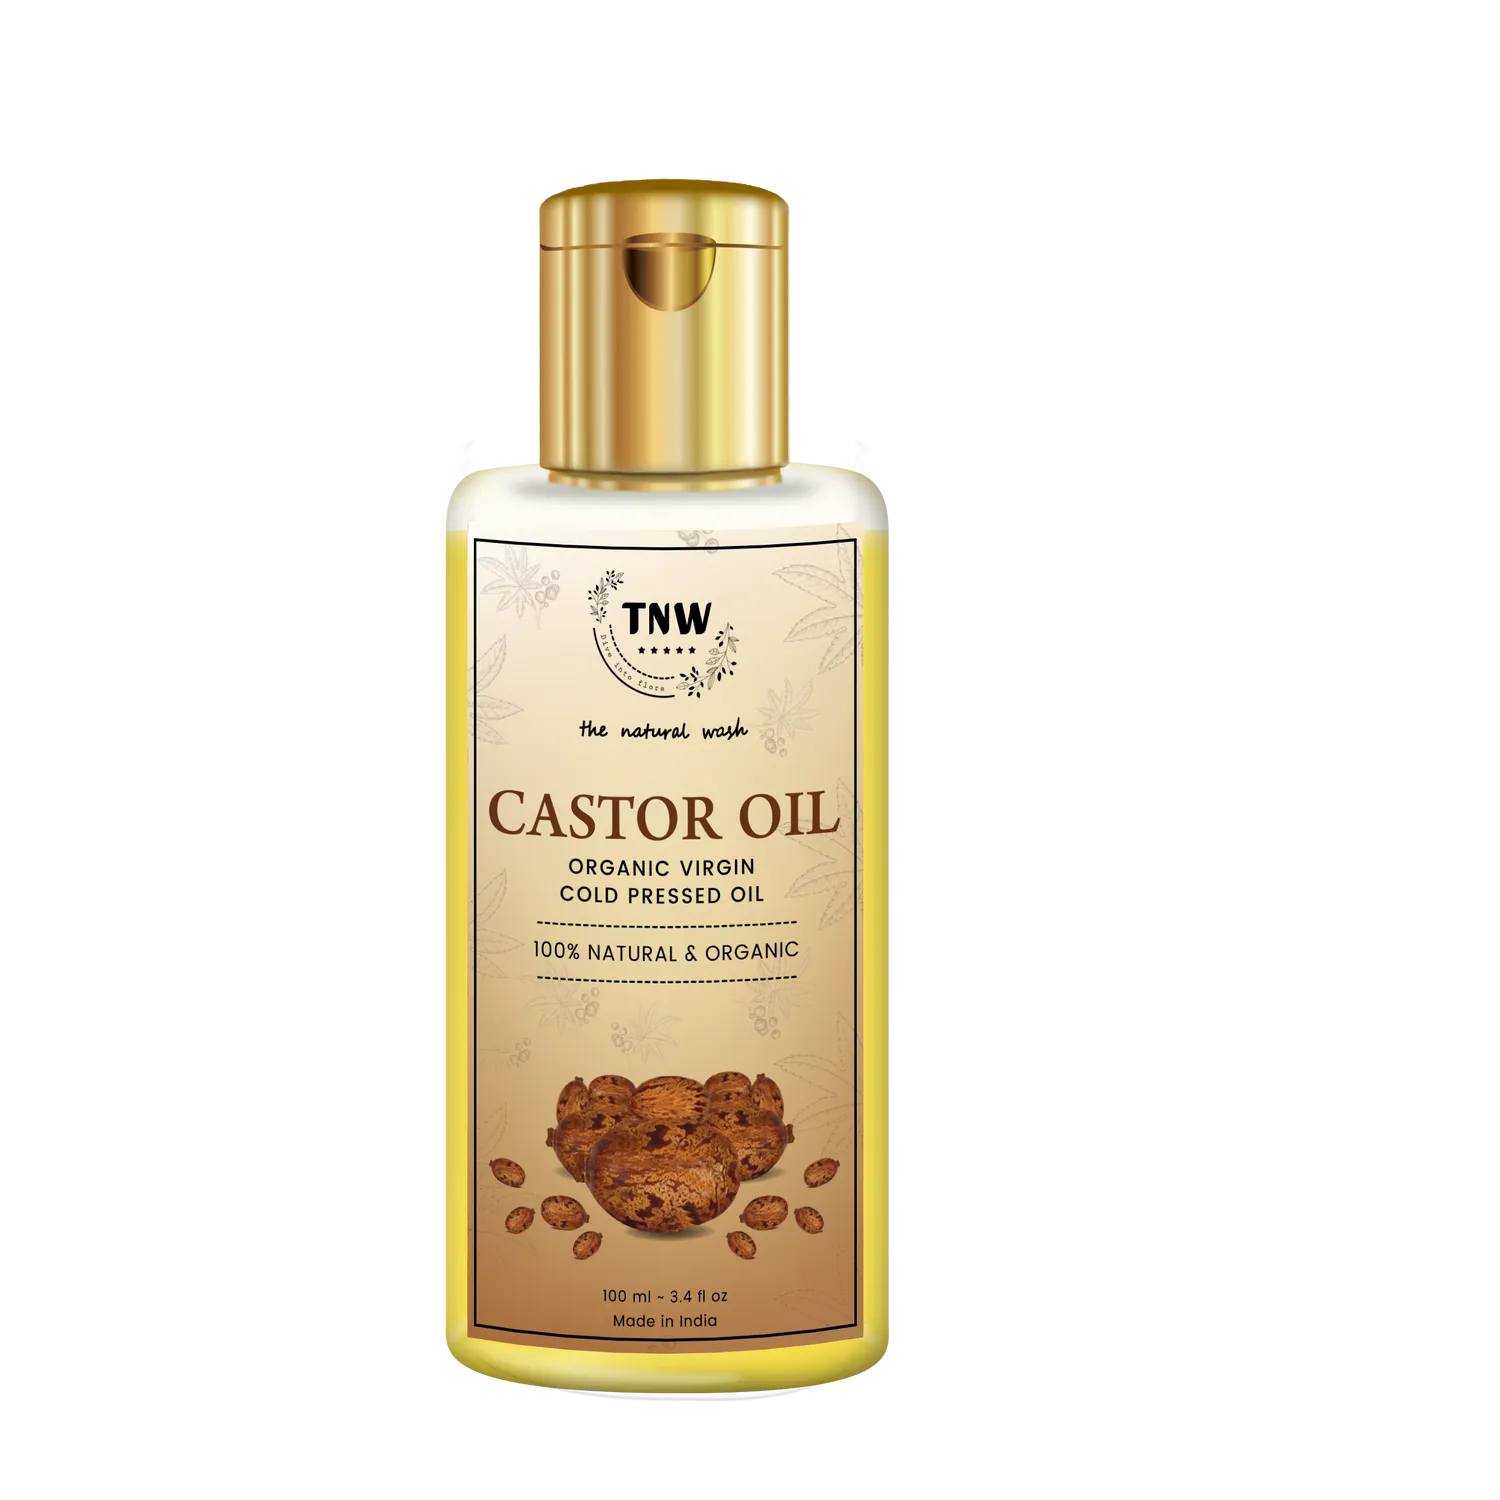 TNW
Dive into flora
the natural wash
CASTOR OIL
ORGANIC VIRGIN
COLD PRESSED OIL
100% NATURAL & ORGANIC
100 ml ~ 3.4 fl oz
Made in India